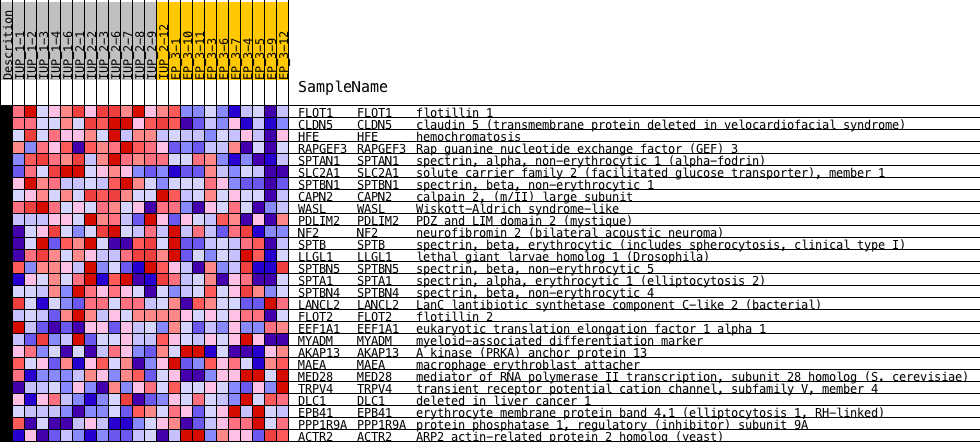 Descrition
IUP_1-1
IUP_1-2
IUP_1-3
IUP_1-4
IUP_1-6
IUP_2-1
IUP_2-2
IUP_2-3
IUP_2-6
IUP_2-7
IUP_2-8
IUP_2-9
IUP_2-12
EP_3-1
EP_3-10
EP_3-11
EP_3-3
EP_3-6
EP_3-7
EP_3-4
EP_3-5
EP_3-9
EP_3-12
SampleName
FLOT1 FLOT1 flotillin 1
CLDN5 CLDN5 claudin 5 (transmembrane protein deleted in velocardiofacial syndrome)
HFE HFE hemochromatosis
RAPGEF3 RAPGEF3 Rap guanine nucleotide exchange factor (GEF) 3
SPTAN1 SPTAN1 spectrin, alpha, non-erythrocytic 1 (alpha-fodrin)
SLC2A1 SLC2A1 solute carrier family 2 (facilitated glucose transporter), member 1
SPTBN1 SPTBN1 spectrin, beta, non-erythrocytic 1
CAPN2 CAPN2 calpain 2, (m/II) large subunit
WASL WASL Wiskott-Aldrich syndrome-like
PDLIM2 PDLIM2 PDZ and LIM domain 2 (mystique)
NF2 NF2 neurofibromin 2 (bilateral acoustic neuroma)
SPTB SPTB spectrin, beta, erythrocytic (includes spherocytosis, clinical type I)
LLGL1 LLGL1 lethal giant larvae homolog 1 (Drosophila)
SPTBN5 SPTBN5 spectrin, beta, non-erythrocytic 5
SPTA1 SPTA1 spectrin, alpha, erythrocytic 1 (elliptocytosis 2)
SPTBN4 SPTBN4 spectrin, beta, non-erythrocytic 4
LANCL2 LANCL2 LanC lantibiotic synthetase component C-like 2 (bacterial)
FLOT2 FLOT2 flotillin 2
EEF1A1 EEF1A1 eukaryotic translation elongation factor 1 alpha 1
MYADM MYADM myeloid-associated differentiation marker
AKAP13 AKAP13 A kinase (PRKA) anchor protein 13
MAEA MAEA macrophage erythroblast attacher
MED28 MED28 mediator of RNA polymerase II transcription, subunit 28 homolog (S. cerevisiae)
TRPV4 TRPV4 transient receptor potential cation channel, subfamily V, member 4
DLC1 DLC1 deleted in liver cancer 1
EPB41 EPB41 erythrocyte membrane protein band 4.1 (elliptocytosis 1, RH-linked)
PPP1R9A PPP1R9A protein phosphatase 1, regulatory (inhibitor) subunit 9A
ACTR2 ACTR2 ARP2 actin-related protein 2 homolog (yeast)